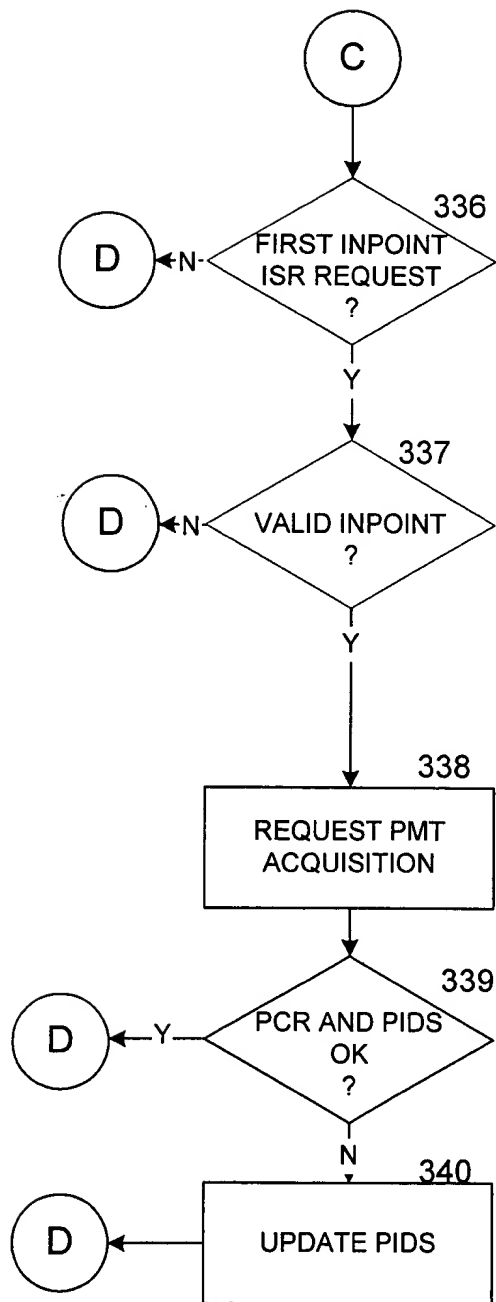 C
336
FIRST INPOINT
ISR REQUEST
?
D
N
Y
337
VALID INPOINT
?
D
N
Y
338
REQUEST PMT
ACQUISITION
339
PCR AND PIDS
OK
?
D
Y
N
340
UPDATE PIDS
D